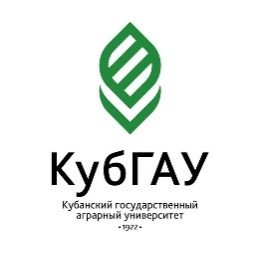 КубГАУ
Кубанский государственный
аграрный университет
•1922•